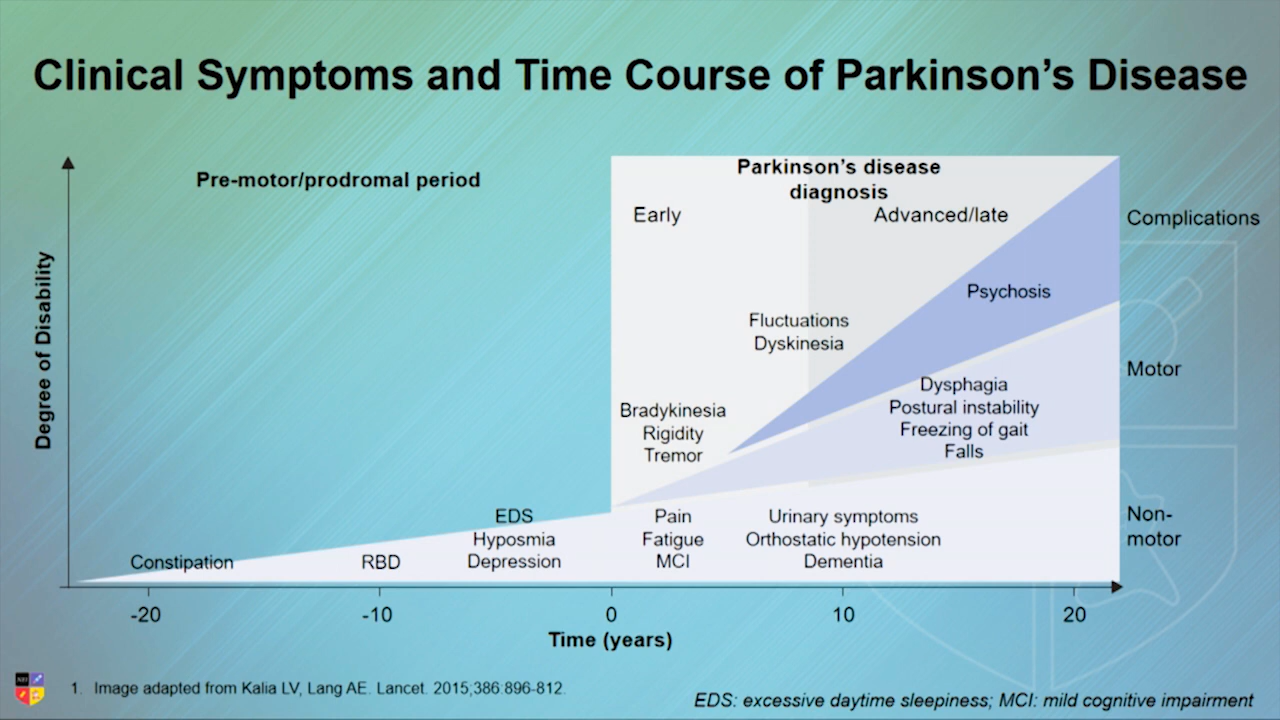 Clinical Symptoms and Time Course of Parkinson's Disease
Pre-motor/prodromal period
Parkinson's disease
diagnosis
Early
Advanced/late
Complications
Psychosis
Fluctuations
Dyskinesia
Motor
Dysphagia
Postural instability
Freezing of gait
Falls
Bradykinesia
Rigidity
Tremor
Degree of Disability
Constipation
RBD
EDS
Hyposmia
Depression
Pain
Fatigue
MCI
Urinary symptoms
Orthostatic hypotension
Dementia
Non-
motor
-20
-10
0
10
20
Time (years)
1. Image adapted from Kalia LV, Lang AE. Lancet. 2015;386:896-812.
EDS: excessive daytime sleepiness; MCI: mild cognitive impairment